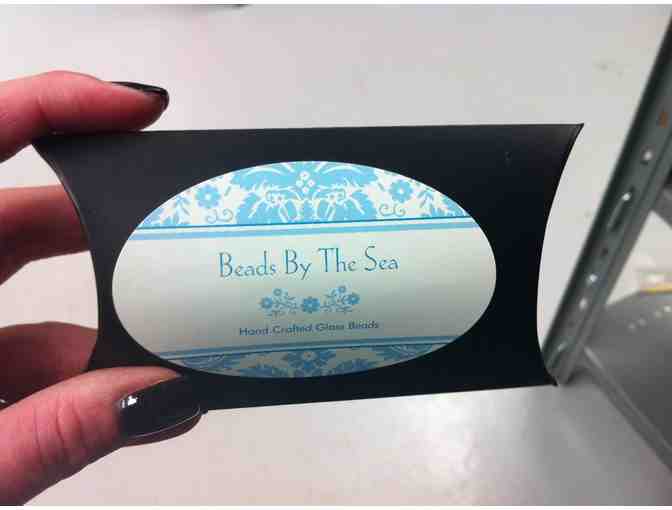 Beads By The Sea
Hand Crafted Glass Beads